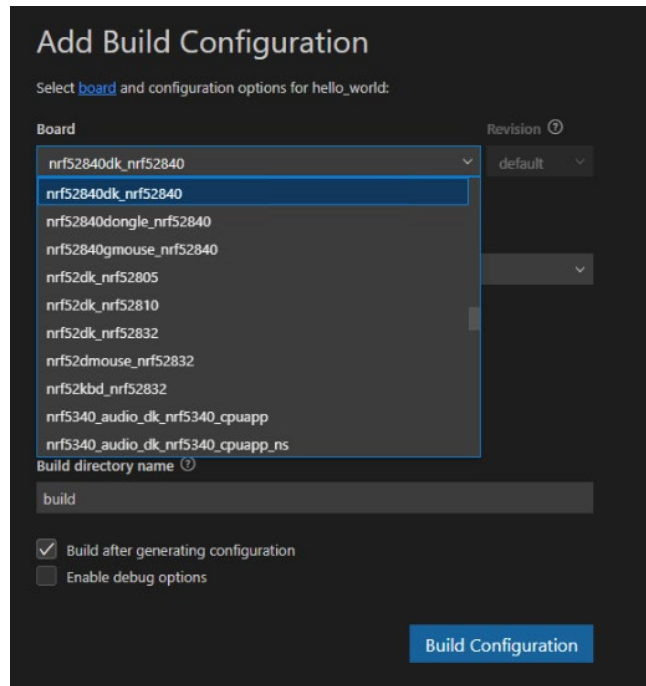 Add Build Configuration
Select board and configuration options for hello_world:
Board
Revision ?
nrf52840dk_nrf52840
default
nrf52840dk_nrf52840
nrf52840dongle_nrf52840
nrf52840gmouse_nrf52840
nrf52dk_nrf52805
nrf52dk_nrf52810
nrf52dk_nrf52832
nrf52dmouse_nrf52832
nrf52kbd_nrf52832
nrf5340_audio_dk_nrf5340_cpuapp
nrf5340_audio_dk_nrf5340_cpuapp_ns
Build directory name ?
build
Build after generating configuration
Enable debug options
Build Configuration